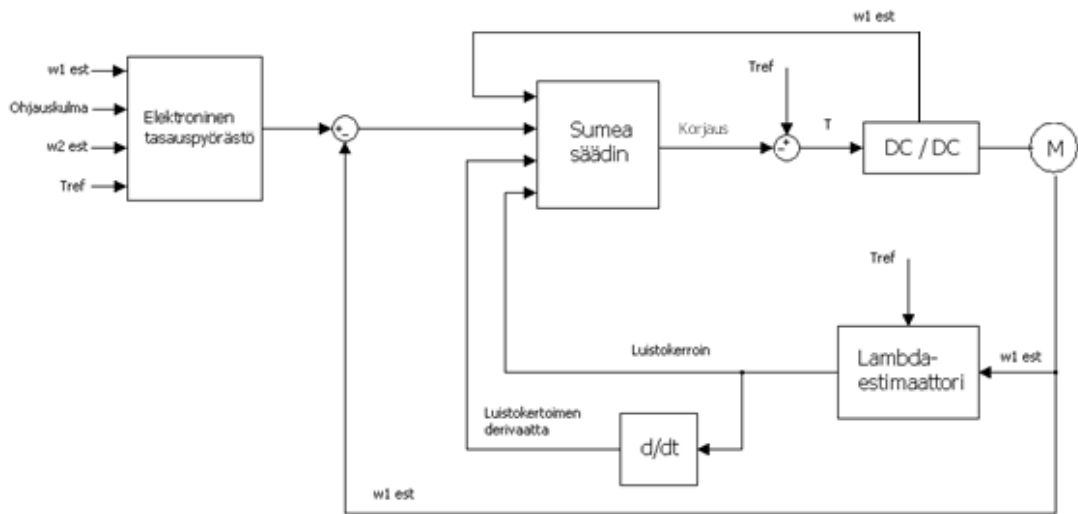 w1 est
w1 est
Ohjauskulma
w2 est
Tref
Elektroninen
tasauspyörästö
+
-
Sumea
säädin
Korjaus
Tref
-
+
T
DC / DC
M
Tref
Lambda-
estimaattori
w1 est
Luistokerroin
Luistokertoimen
derivaatta
d/dt
w1 est